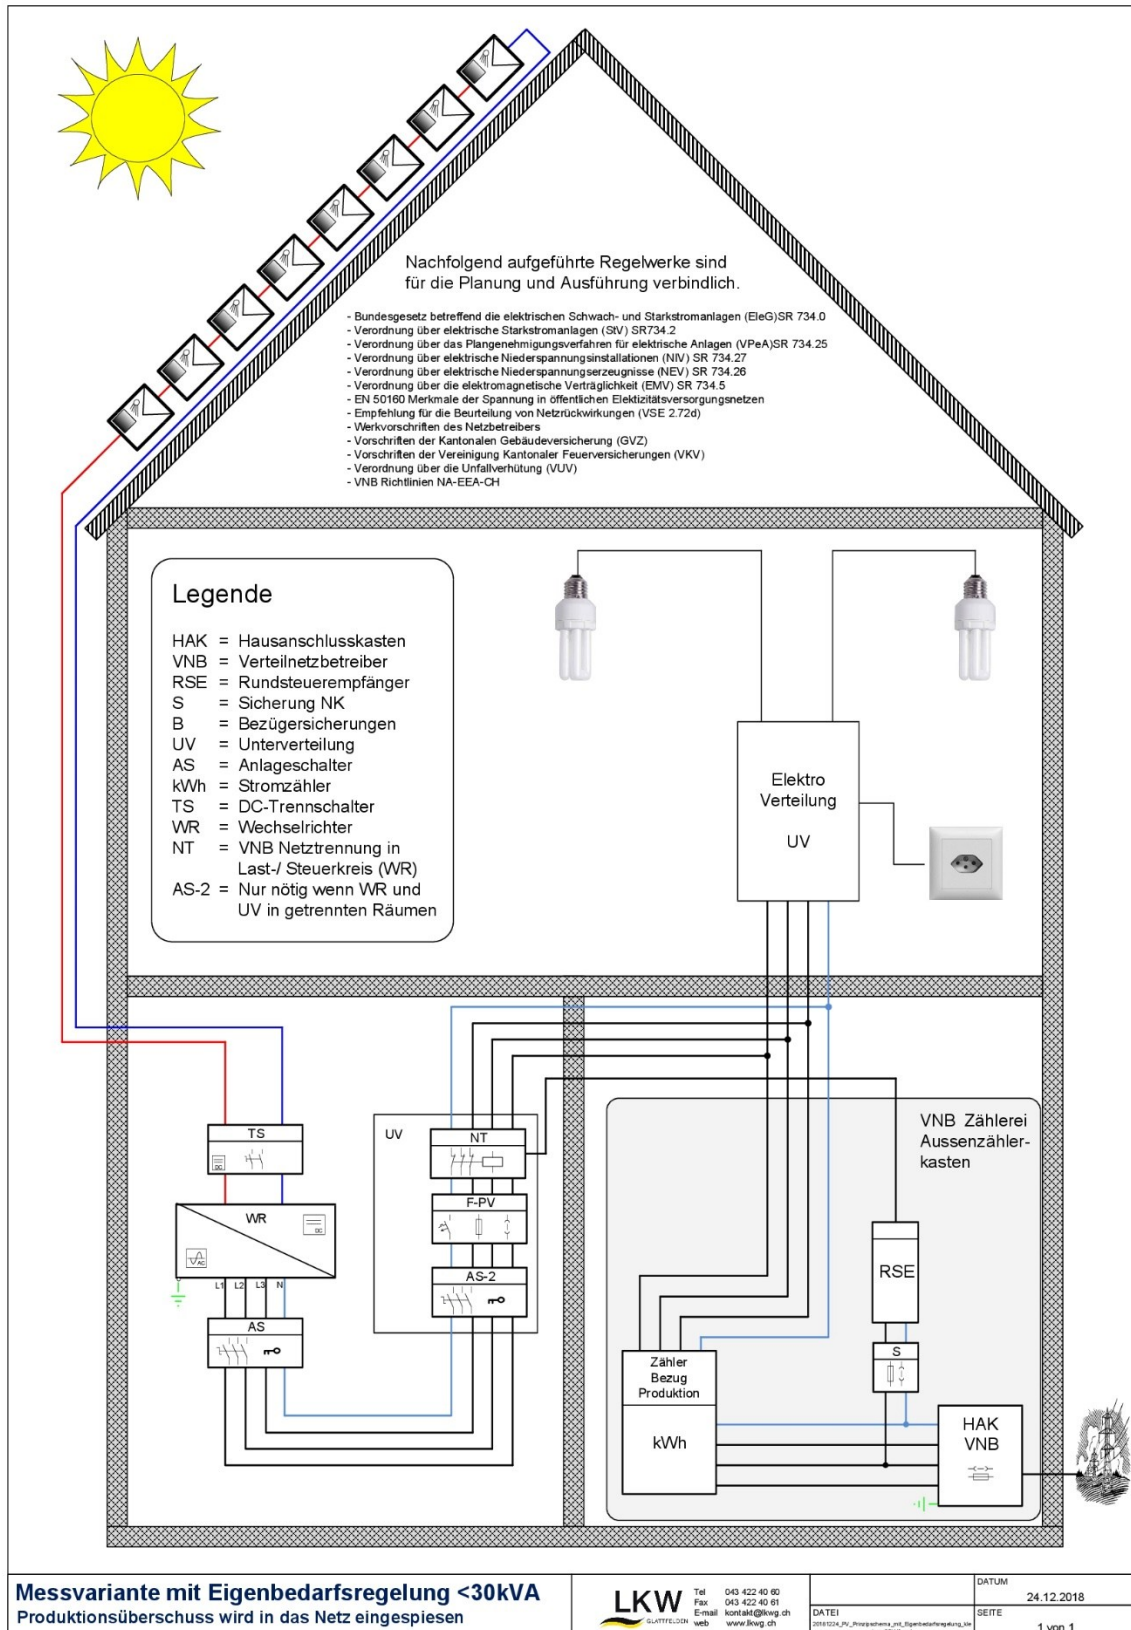 Nachfolgend aufgeführte Regelwerke sind
für die Planung und Ausführung verbindlich.
- Bundesgesetz betreffend die elektrischen Schwach- und Starkstromanlagen (EleG)SR 734.0
- Verordnung über elektrische Starkstromanlagen (StV) SR734.2
- Verordnung über das Plangenehmigungsverfahren für elektrische Anlagen (VPeA)SR 734.25
- Verordnung über elektrische Niederspannungsinstallationen (NIV) SR 734.27
- Verordnung über elektrische Niederspannungserzeugnisse (NEV) SR 734.26
- Verordnung über die elektromagnetische Verträglichkeit (EMV) SR 734.5
- EN 50160 Merkmale der Spannung in öffentlichen Elektizitätsversorgungsnetzen
- Empfehlung für die Beurteilung von Netzrückwirkungen (VSE 2.72d)
- Werkvorschriften des Netzbetreibers
- Vorschriften der Kantonalen Gebäudeversicherung (GVZ)
- Vorschriften der Vereinigung Kantonaler Feuerversicherungen (VKV)
- Verordnung über die Unfallverhütung (VUV)
- VNB Richtlinien NA-EEA-CH
Legende
HAK = Hausanschlusskasten
VNB = Verteilnetzbetreiber
RSE = Rundsteuerempfänger
S = Sicherung NK
B = Bezügersicherungen
UV = Unterverteilung
AS = Anlageschalter
kWh = Stromzähler
TS = DC-Trennschalter
WR = Wechselrichter
NT = VNB Netztrennung in
Last-/ Steuerkreis (WR)
AS-2 = Nur nötig wenn WR und
UV in getrennten Räumen
Elektro
Verteilung
UV
TS
DC
WR
DC
AC
L1 L2 L3 N
AS
UV
NT
F-PV
AS-2
VNB Zählerei
Aussenzähler-
kasten
RSE
S
Zähler
Bezug
Produktion
kWh
HAK
VNB
Messvariante mit Eigenbedarfsregelung <30kVA
Produktionsüberschuss wird in das Netz eingespiesen
LKW
GLATTFELDEN
Tel 043 422 40 60
Fax 043 422 40 61
E-mail kontakt@lkwg.ch
web www.lkwg.ch
DATUM
24.12.2018
DATEI
20181224_PV_Prinzipschema_mit_Eigenbedarfsregelung_kle
SEITE
1 von 1